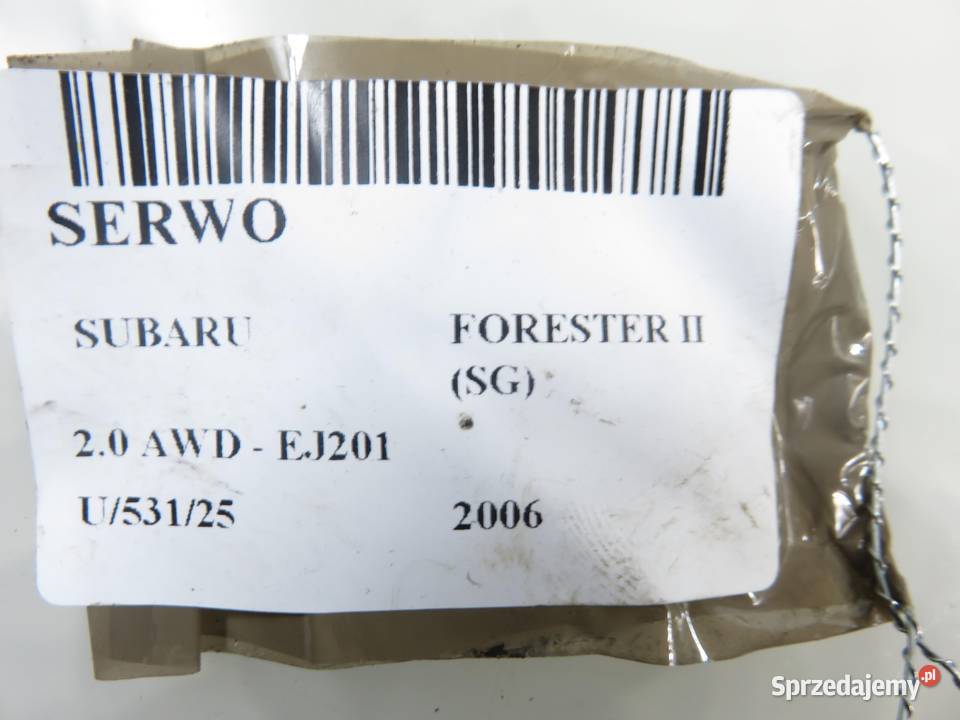 SERWO
SUBARU FORESTER II
(SG)
2.0 AWD - EJ201
U/531/25 2006
Sprzedajemy.pl